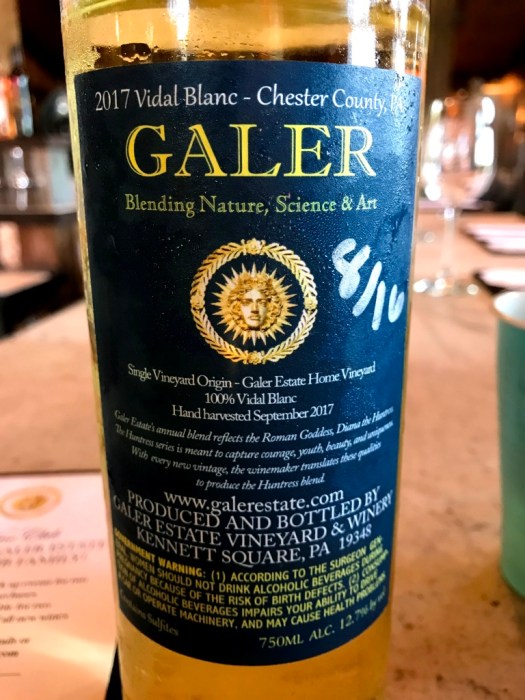 2017 Vidal Blanc - Chester County, PA
GALER
Blending Nature, Science & Art
8/16
Single Vineyard Origin - Galer Estate Home Vineyard
100% Vidal Blanc
Hand harvested September 2017
Galer Estate's annual blend reflects the Roman Goddess, Diana the Huntress.
The Huntress series is meant to capture courage, youth, beauty, and uniqueness.
With every new vintage, the winemaker translates these qualities
to produce the Huntress blend.
www.galerestate.com
PRODUCED AND BOTTLED BY
GALER ESTATE VINEYARD & WINERY
KENNETT SQUARE, PA 19348
GOVERNMENT WARNING: (1) ACCORDING TO THE SURGEON GEN-
WOMEN SHOULD NOT DRINK ALCOHOLIC BEVERAGES DURING
BECAUSE OF THE RISK OF BIRTH DEFECTS. (2)
OF ALCOHOLIC BEVERAGES IMPAIRS YOUR ABILITY TO DRIVE
OR OPERATE MACHINERY, AND MAY CAUSE HEALTH PROBLEMS.
Contains Sulfites
750ML ALC. 12.7% by vol